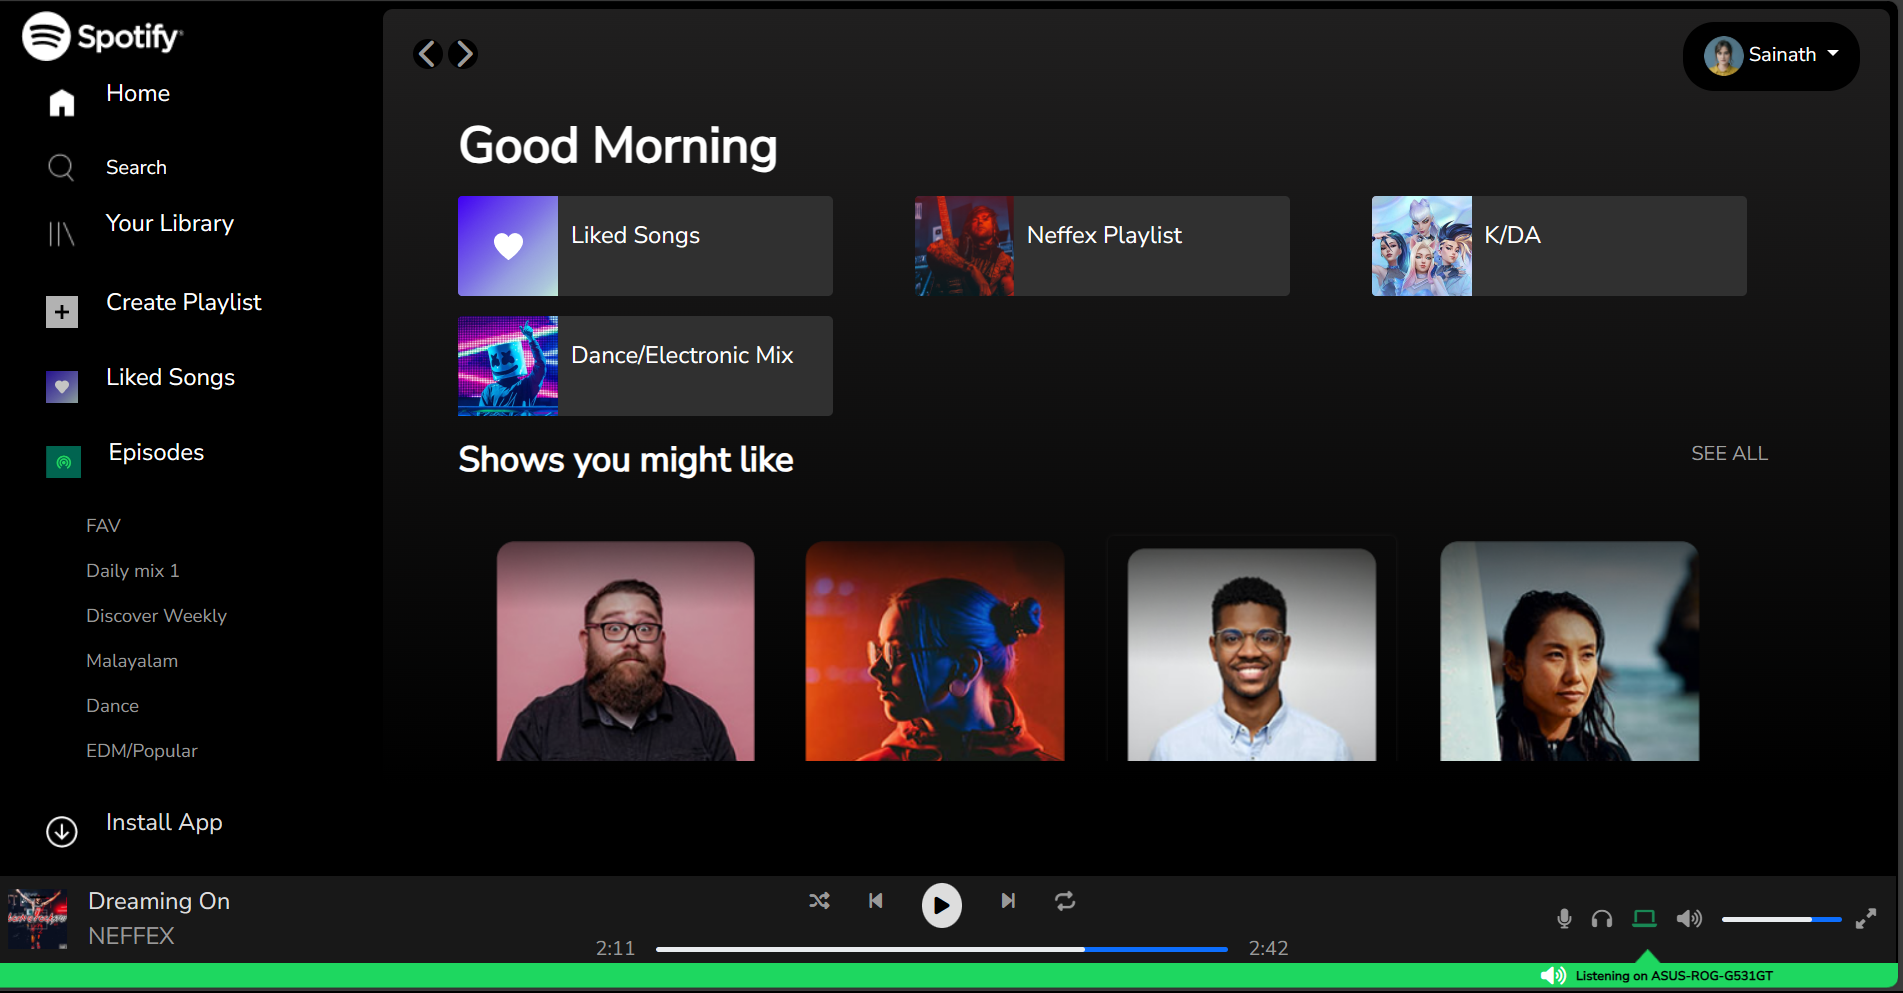 Spotify
Home
Search
Your Library
Create Playlist
Liked Songs
Episodes
FAV
Daily mix 1
Discover Weekly
Malayalam
Dance
EDM/Popular
Install App
Sainath
Good Morning
Liked Songs
Neffex Playlist
K/DA
Dance/Electronic Mix
Shows you might like
SEE ALL
Dreaming On
NEFFEX
2:11
2:42
Listening on ASUS-ROG-G531GT